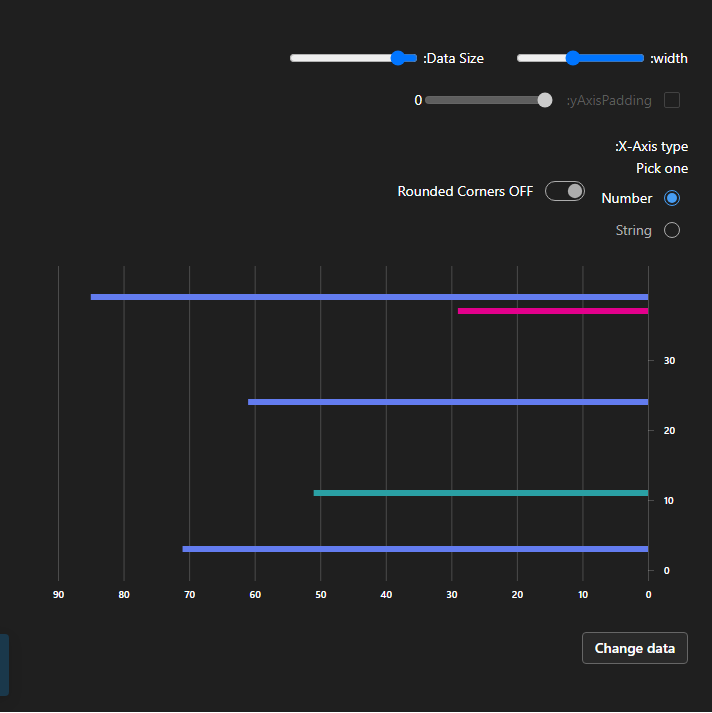 :width
:Data Size
:yAxisPadding
0
:X-Axis type
Pick one
Number
Rounded Corners OFF
String
30
20
10
0
90 80 70 60 50 40 30 20 10 0
Change data